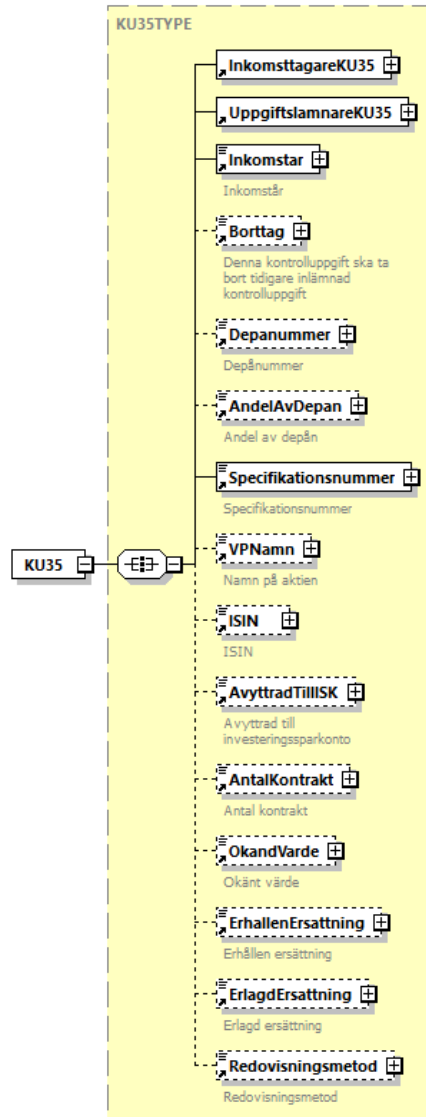 KU35TYPE
InkomsttagareKU35
UppgiftslamnareKU35
Inkomstar
Inkomstår
Borttag
Denna kontrolluppgift ska ta
bort tidigare inlämnad
kontrolluppgift
Depanummer
Depånummer
AndelAvDepan
Andel av depån
Specifikationsnummer
Specifikationsnummer
KU35
VPNamn
Namn på aktien
ISIN
ISIN
AvyttradTillISK
Avyttrad till
investeringssparkonto
AntalKontrakt
Antal kontrakt
OkandVarde
Okänt värde
ErhallenErsattning
Erhållen ersättning
ErlagdErsattning
Erlagd ersättning
Redovisningsmetod
Redovisningsmetod